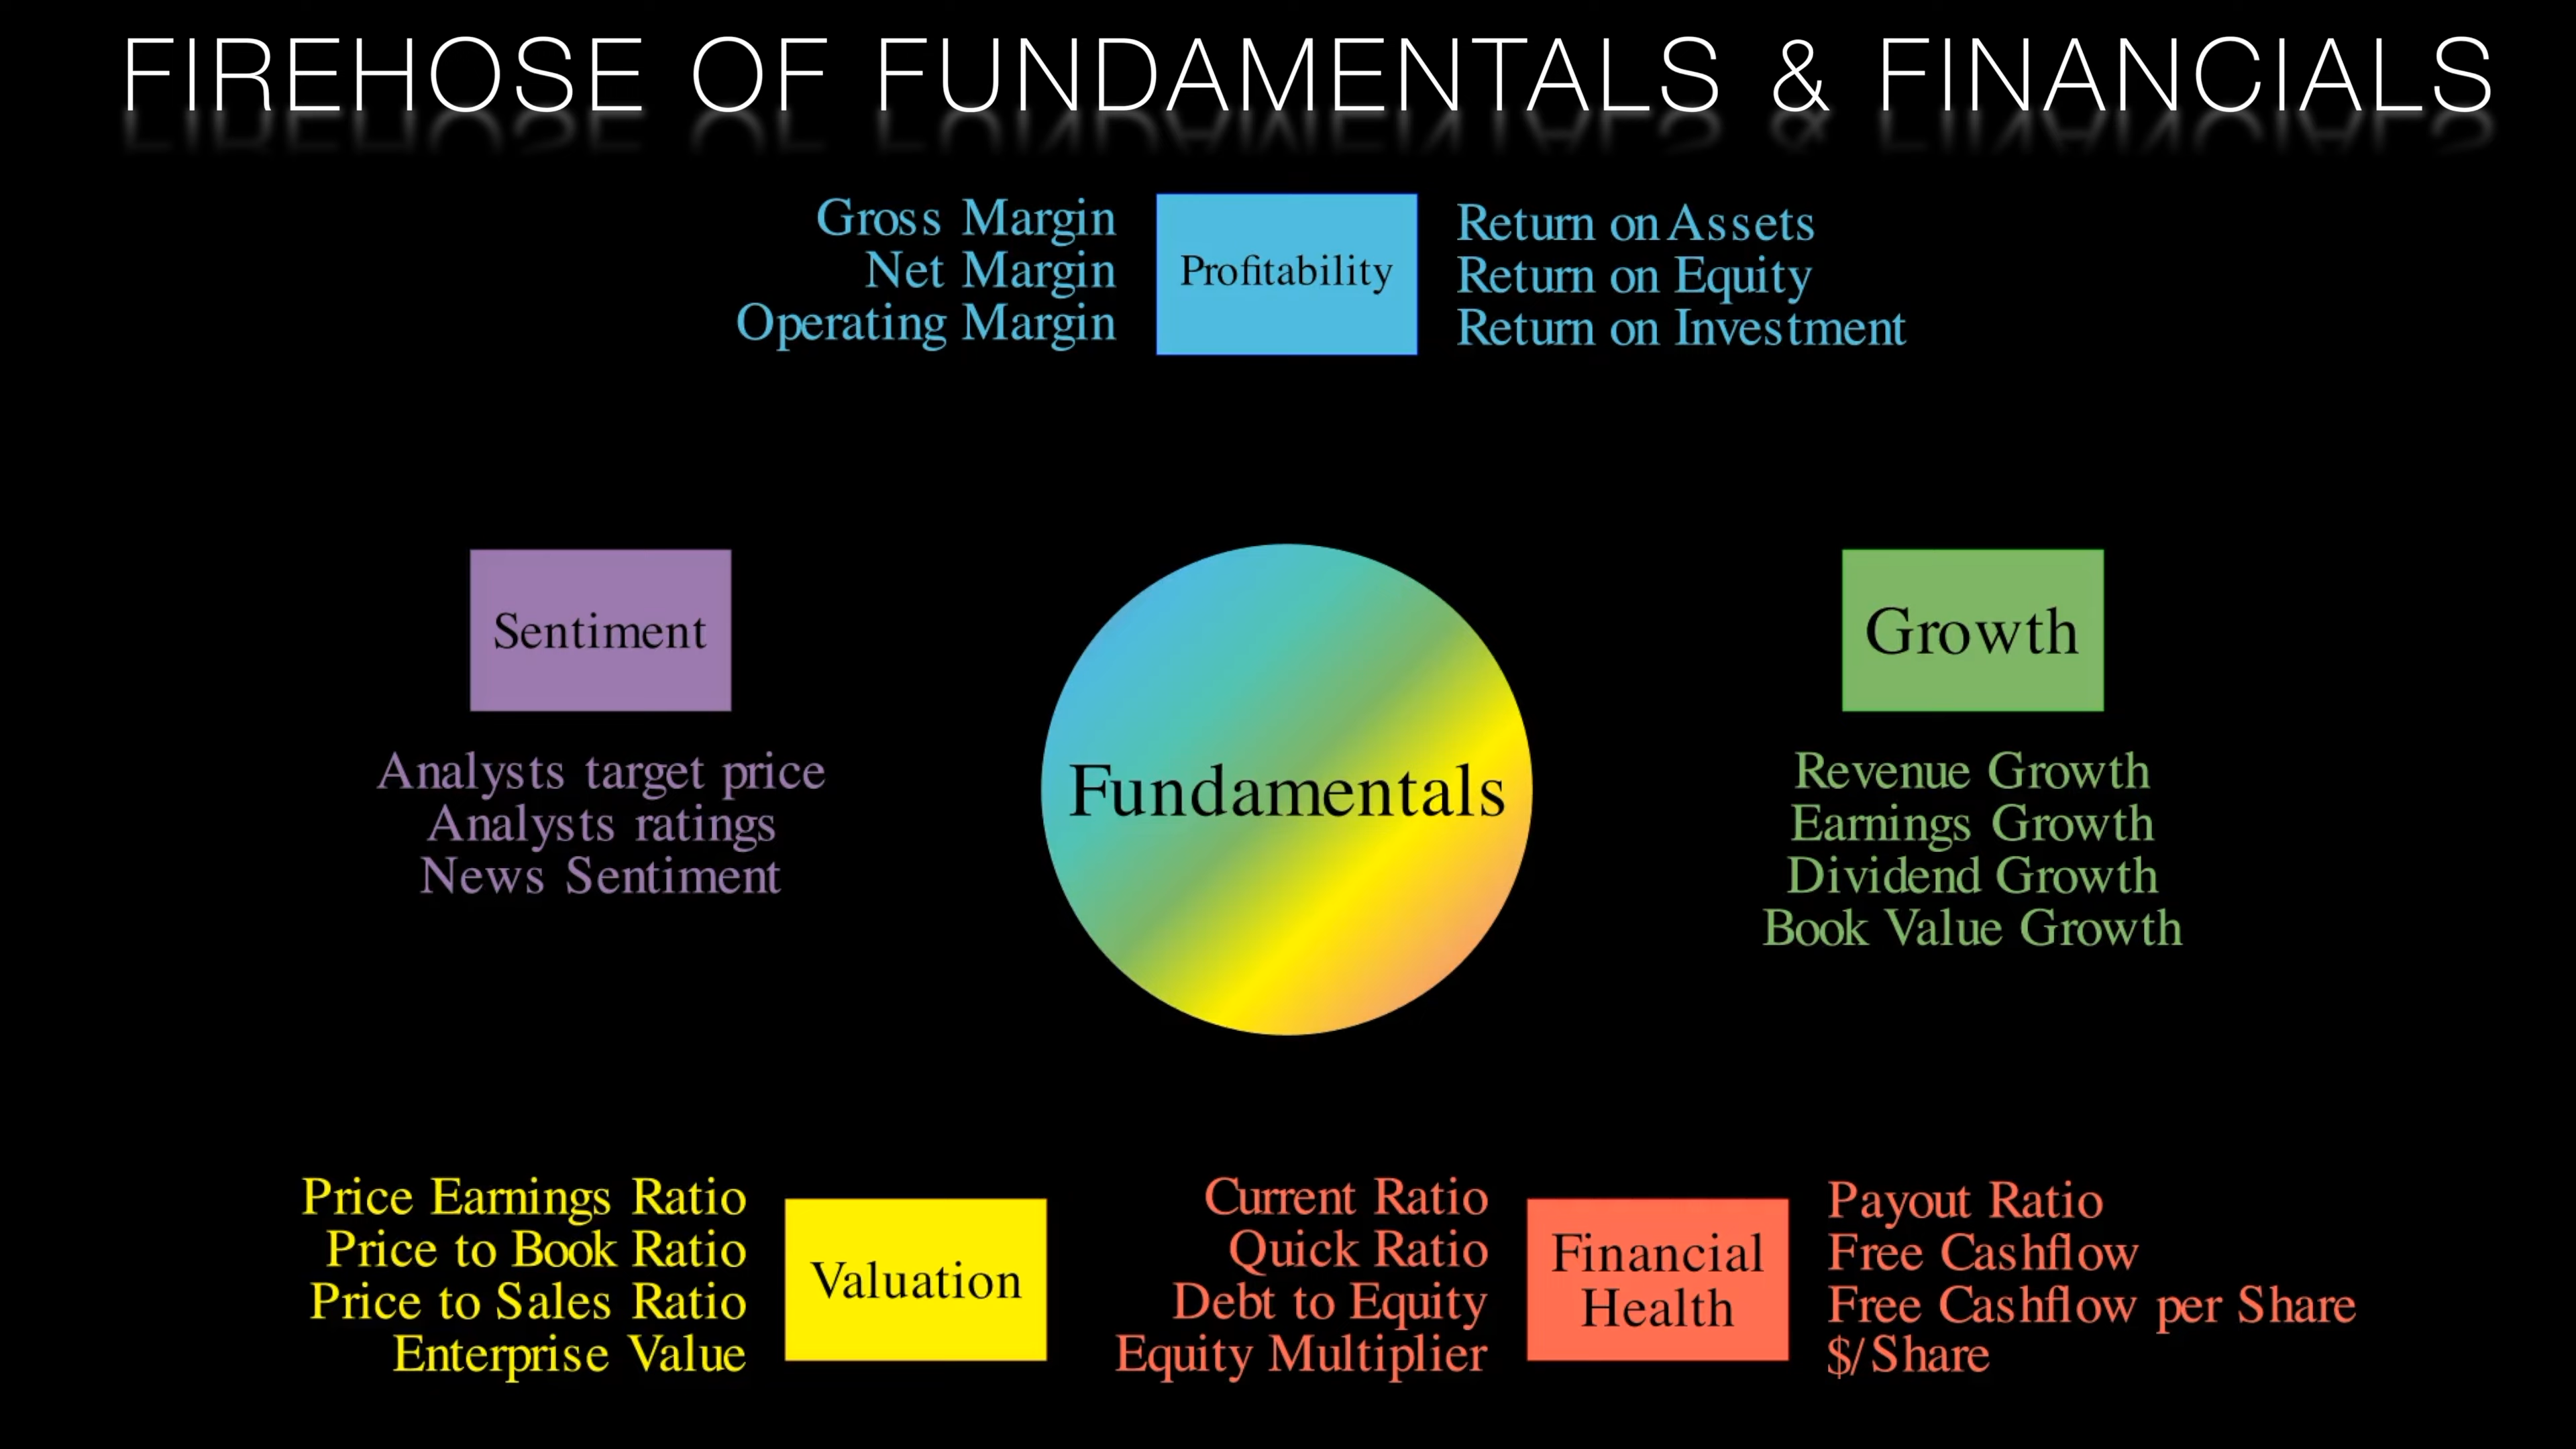 FIREHOSE OF FUNDAMENTALS & FINANCIALS
Gross Margin
Net Margin
Operating Margin
Profitability
Return on Assets
Return on Equity
Return on Investment
Sentiment
Analysts target price
Analysts ratings
News Sentiment
Fundamentals
Growth
Revenue Growth
Earnings Growth
Dividend Growth
Book Value Growth
Price Earnings Ratio
Price to Book Ratio
Price to Sales Ratio
Enterprise Value
Valuation
Current Ratio
Quick Ratio
Debt to Equity
Equity Multiplier
Financial
Health
Payout Ratio
Free Cashflow
Free Cashflow per Share
$/Share